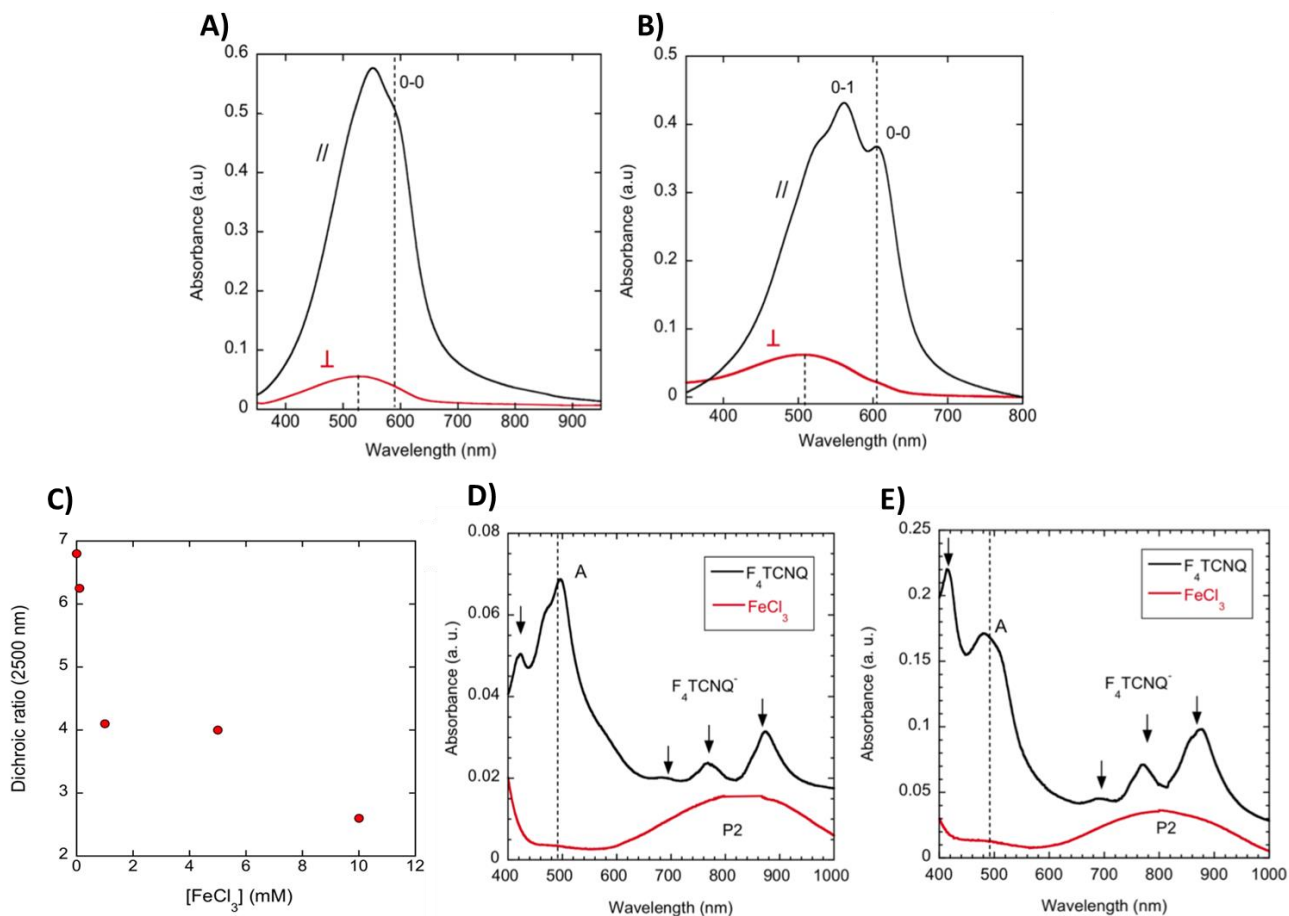 A)
0.6
0.5
0.4
0.3
0.2
0.1
0
400 500 600 700 800 900
Absorbance (a.u)
Wavelength (nm)
0-0
//
⊥
B)
0.5
0.4
0.3
0.2
0.1
0
400 500 600 700 800
Absorbance (a.u)
Wavelength (nm)
0-1
0-0
//
⊥
C)
7
6
5
4
3
2
0 2 4 6 8 10 12
Dichroic ratio (2500 nm)
[FeCl₃] (mM)
D)
0.08
0.06
0.04
0.02
0
400 500 600 700 800 900 1000
Absorbance (a. u.)
Wavelength (nm)
A
F₄TCNQ
FeCl₃
F₄TCNQ⁻
P2
E)
0.25
0.2
0.15
0.1
0.05
0
400 500 600 700 800 900 1000
Absorbance (a. u.)
Wavelength (nm)
A
F₄TCNQ
FeCl₃
F₄TCNQ⁻
P2